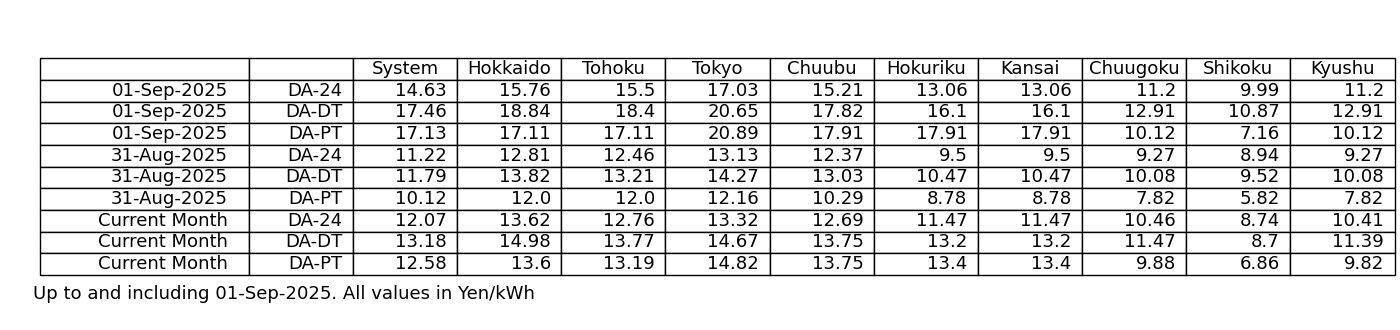 System Hokkaido Tohoku Tokyo Chuubu Hokuriku Kansai Chuugoku Shikoku Kyushu
01-Sep-2025 DA-24 14.63 15.76 15.5 17.03 15.21 13.06 13.06 11.2 9.99 11.2
01-Sep-2025 DA-DT 17.46 18.84 18.4 20.65 17.82 16.1 16.1 12.91 10.87 12.91
01-Sep-2025 DA-PT 17.13 17.11 17.11 20.89 17.91 17.91 17.91 10.12 7.16 10.12
31-Aug-2025 DA-24 11.22 12.81 12.46 13.13 12.37 9.5 9.5 9.27 8.94 9.27
31-Aug-2025 DA-DT 11.79 13.82 13.21 14.27 13.03 10.47 10.47 10.08 9.52 10.08
31-Aug-2025 DA-PT 10.12 12.0 12.0 12.16 10.29 8.78 8.78 7.82 5.82 7.82
Current Month DA-24 12.07 13.62 12.76 13.32 12.69 11.47 11.47 10.46 8.74 10.41
Current Month DA-DT 13.18 14.98 13.77 14.67 13.75 13.2 13.2 11.47 8.7 11.39
Current Month DA-PT 12.58 13.6 13.19 14.82 13.75 13.4 13.4 9.88 6.86 9.82
Up to and including 01-Sep-2025. All values in Yen/kWh